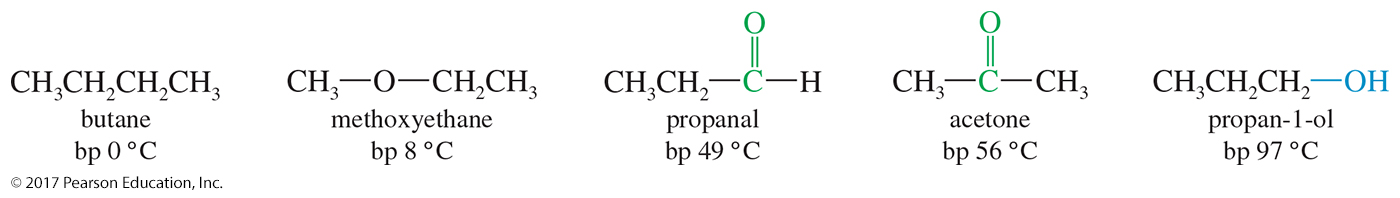 O O
CH₃CH₂CH₂CH₃ CH₃—O—CH₂CH₃ CH₃CH₂—C—H CH₃—C—CH₃ CH₃CH₂CH₂—OH
butane methoxyethane propanal acetone propan-1-ol
bp 0 °C bp 8 °C bp 49 °C bp 56 °C bp 97 °C
© 2017 Pearson Education, Inc.